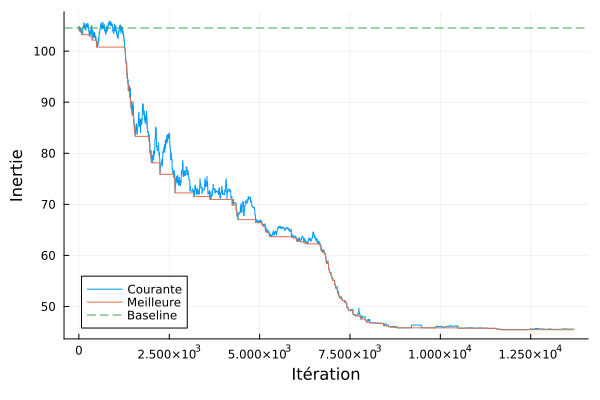 Inertie
100
90
80
70
60
50
Courante
Meilleure
Baseline
0
2.500×10³
5.000×10³
7.500×10³
1.000×10⁴
1.250×10⁴
Itération